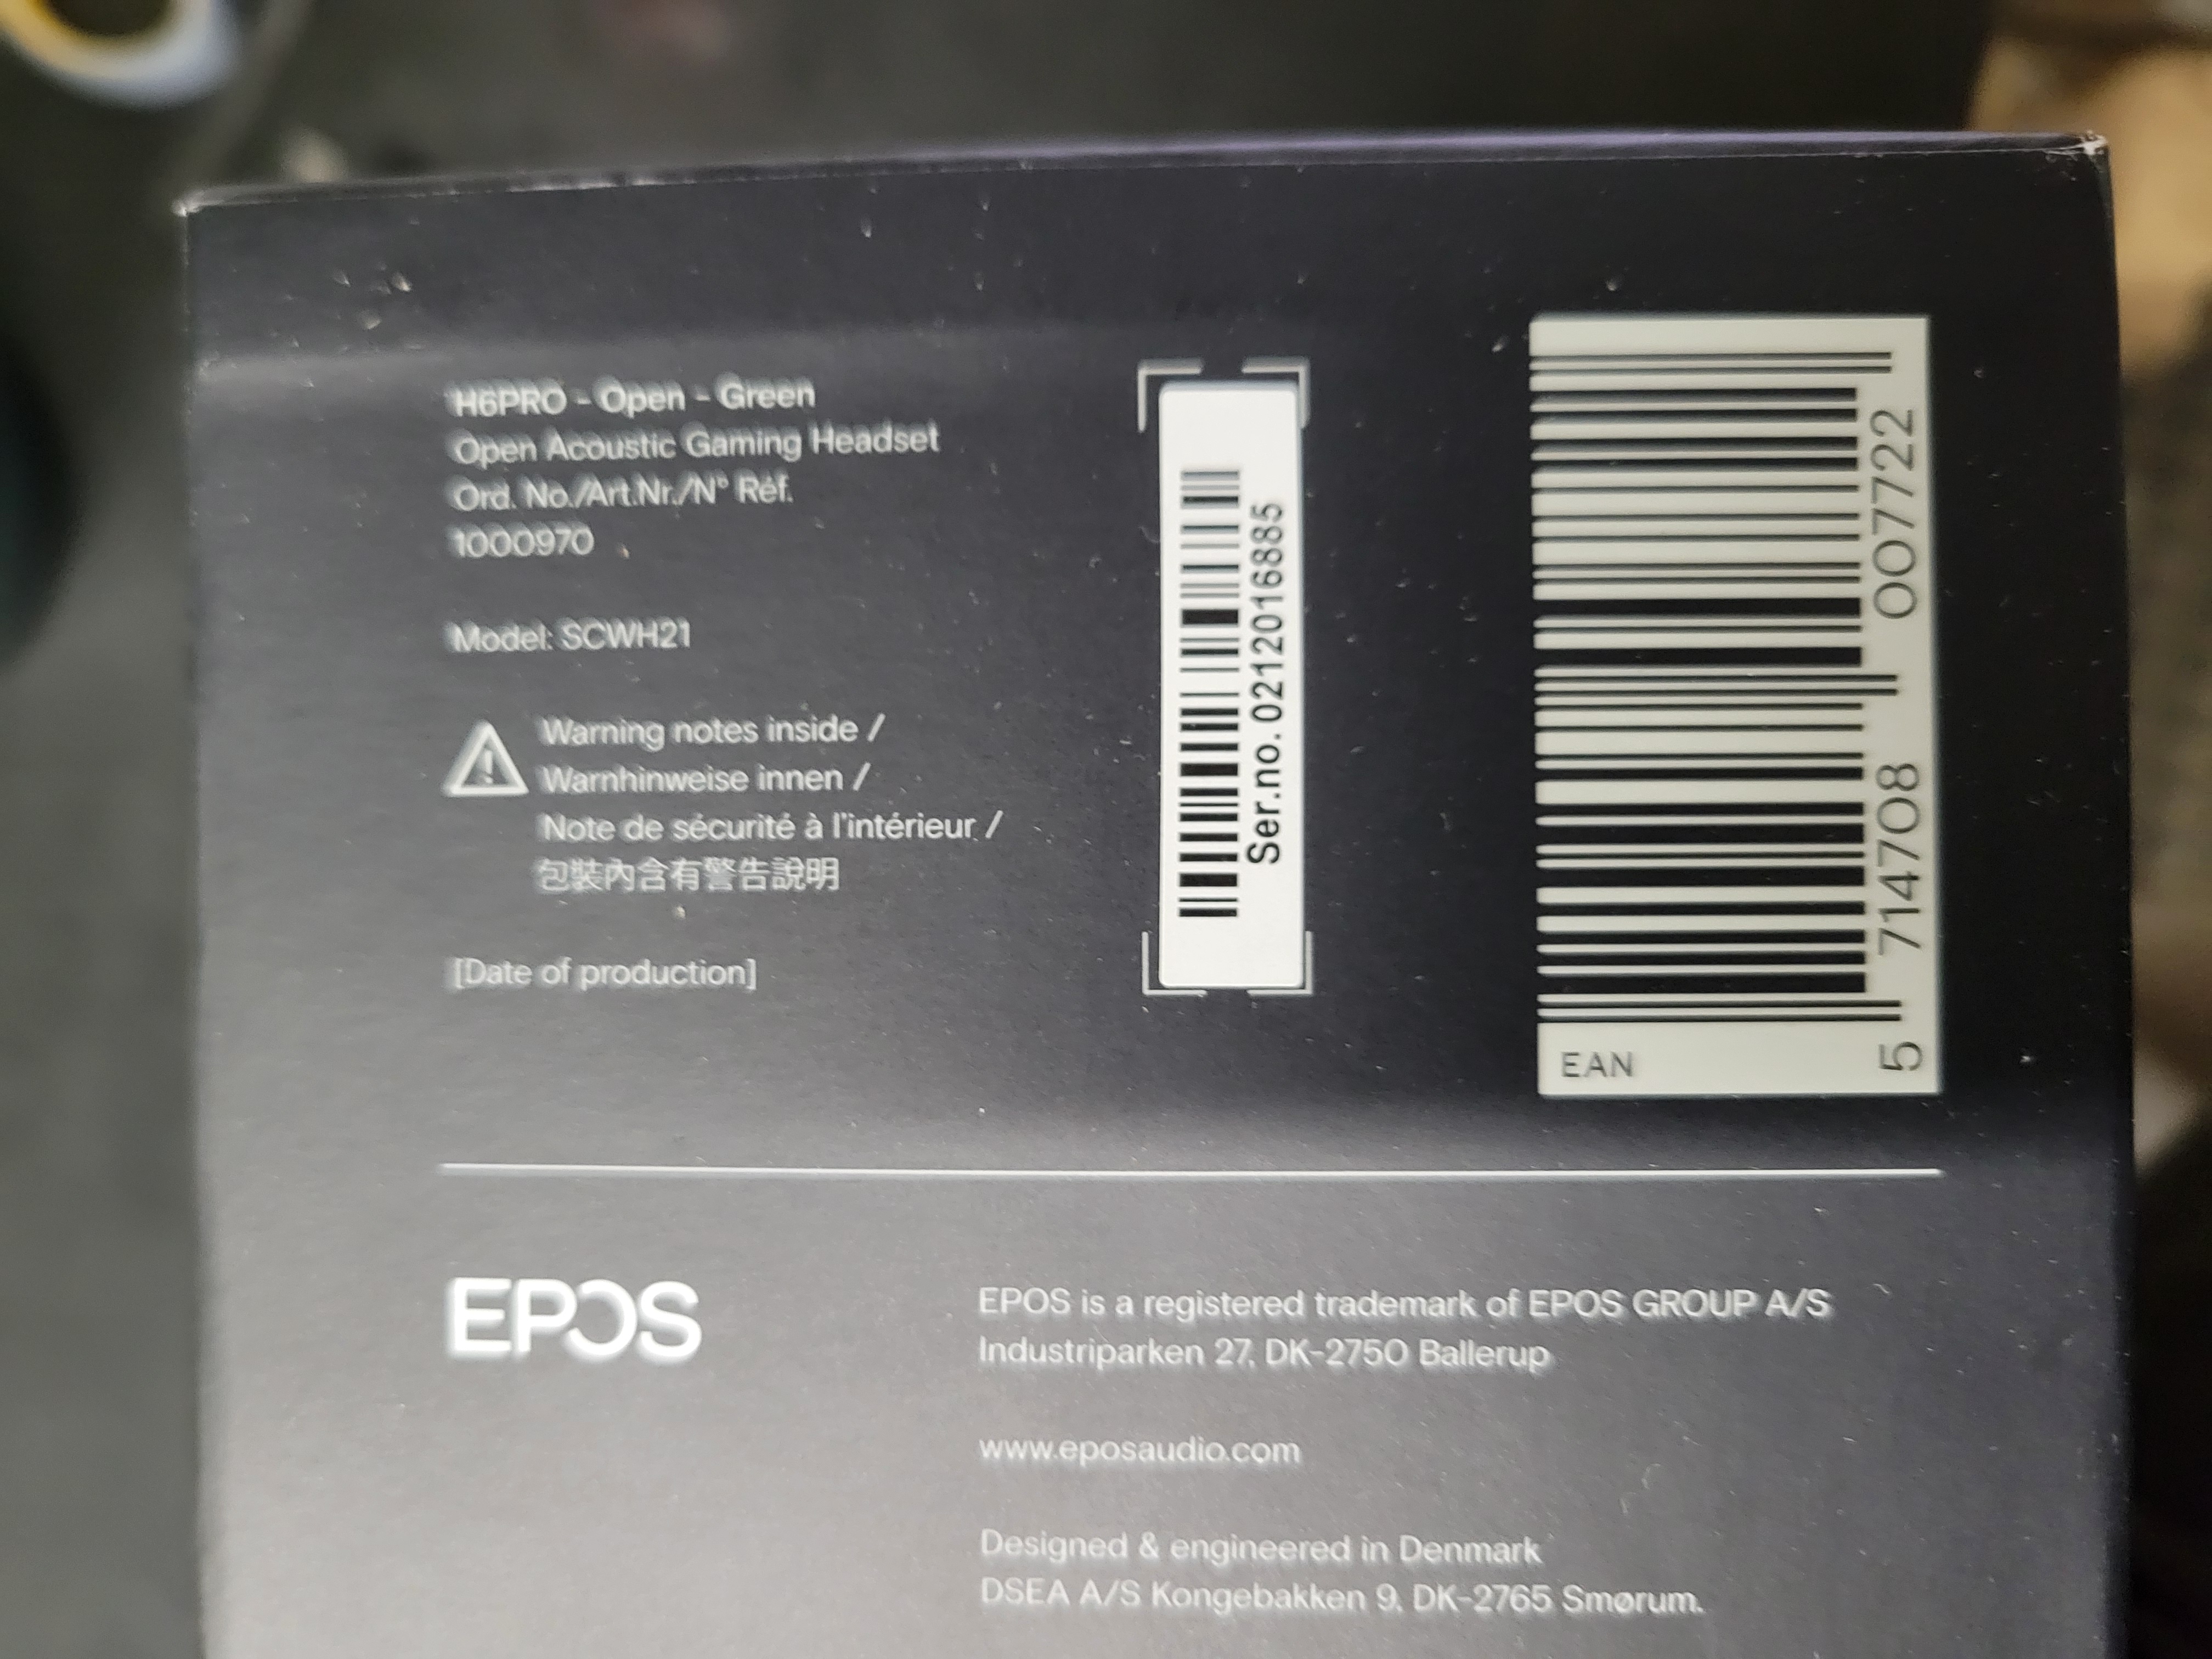 H6PRO - Open - Green
Open Acoustic Gaming Headset
Ord. No./Art.Nr./N° Réf.
1000970
Model: SCWH21
Warning notes inside /
Warnhinweise innen /
Note de sécurité à l'intérieur /
包裝內含有警告說明
[Date of production]
Ser.no. 0212016885
EAN
5 714708 007722
EPOS
EPOS is a registered trademark of EPOS GROUP A/S
Industriparken 27, DK-2750 Ballerup
www.eposaudio.com
Designed & engineered in Denmark
DSEA A/S Kongebakken 9, DK-2765 Smørum.